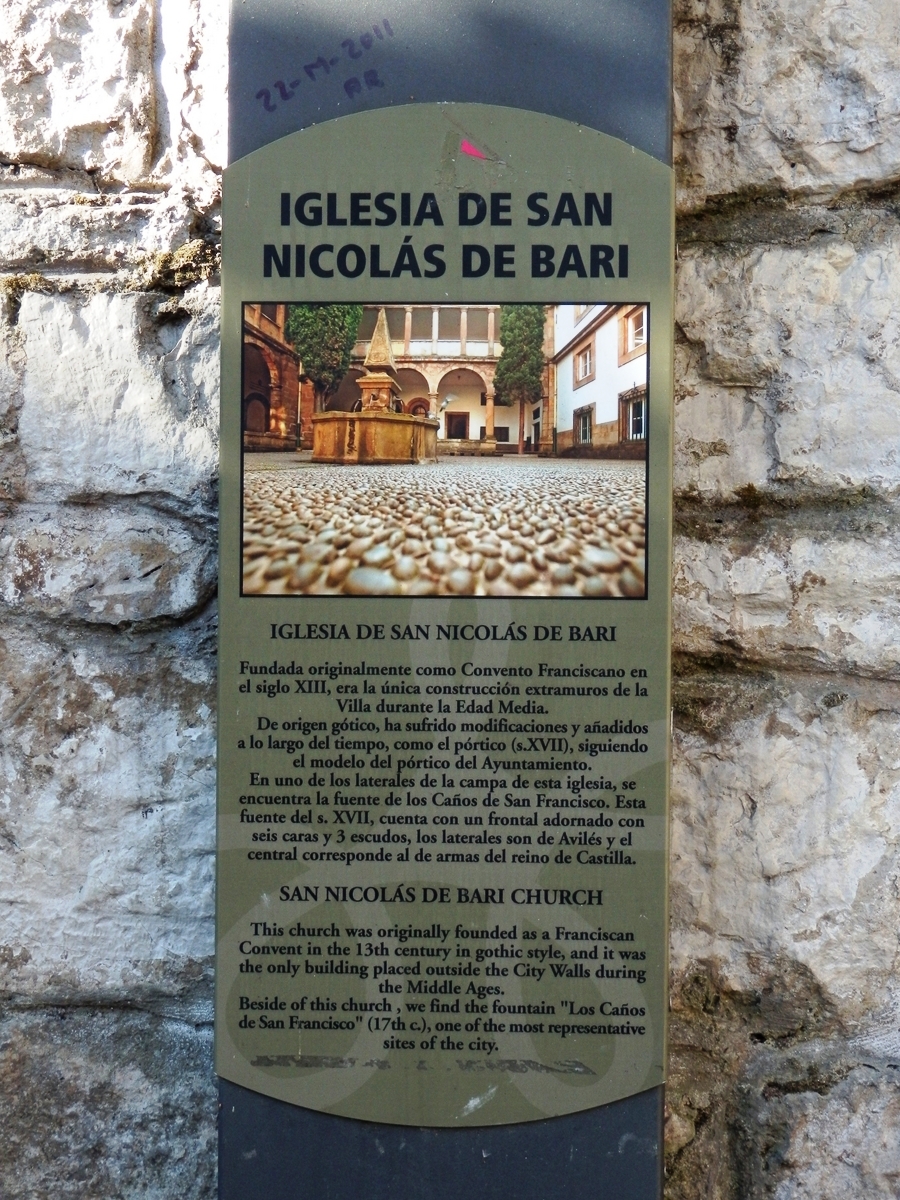 22-M-2011
AR
IGLESIA DE SAN
NICOLÁS DE BARI
IGLESIA DE SAN NICOLÁS DE BARI
Fundada originalmente como Convento Franciscano en
el siglo XIII, era la única construcción extramuros de la
Villa durante la Edad Media.
De origen gótico, ha sufrido modificaciones y añadidos
a lo largo del tiempo, como el pórtico (s.XVII), siguiendo
el modelo del pórtico del Ayuntamiento.
En uno de los laterales de la campa de esta iglesia, se
encuentra la fuente de los Caños de San Francisco. Esta
fuente del s. XVII, cuenta con un frontal adornado con
seis caras y 3 escudos, los laterales son de Avilés y el
central corresponde al de armas del reino de Castilla.
SAN NICOLÁS DE BARI CHURCH
This church was originally founded as a Franciscan
Convent in the 13th century in gothic style, and it was
the only building placed outside the City Walls during
the Middle Ages.
Beside of this church , we find the fountain "Los Caños
de San Francisco" (17th c.), one of the most representative
sites of the city.